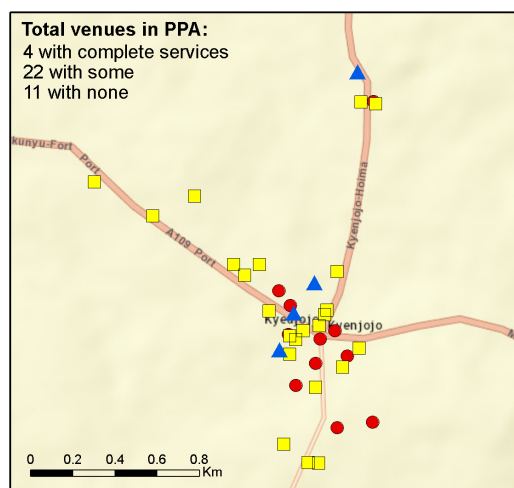 Total venues in PPA:
4 with complete services
22 with some
11 with none
kunyu-Fort Port
A109 Port
Kyenjojo-Hoima
Kyenjojo
Kyenjojo
0 0.2 0.4 0.6 0.8
Km